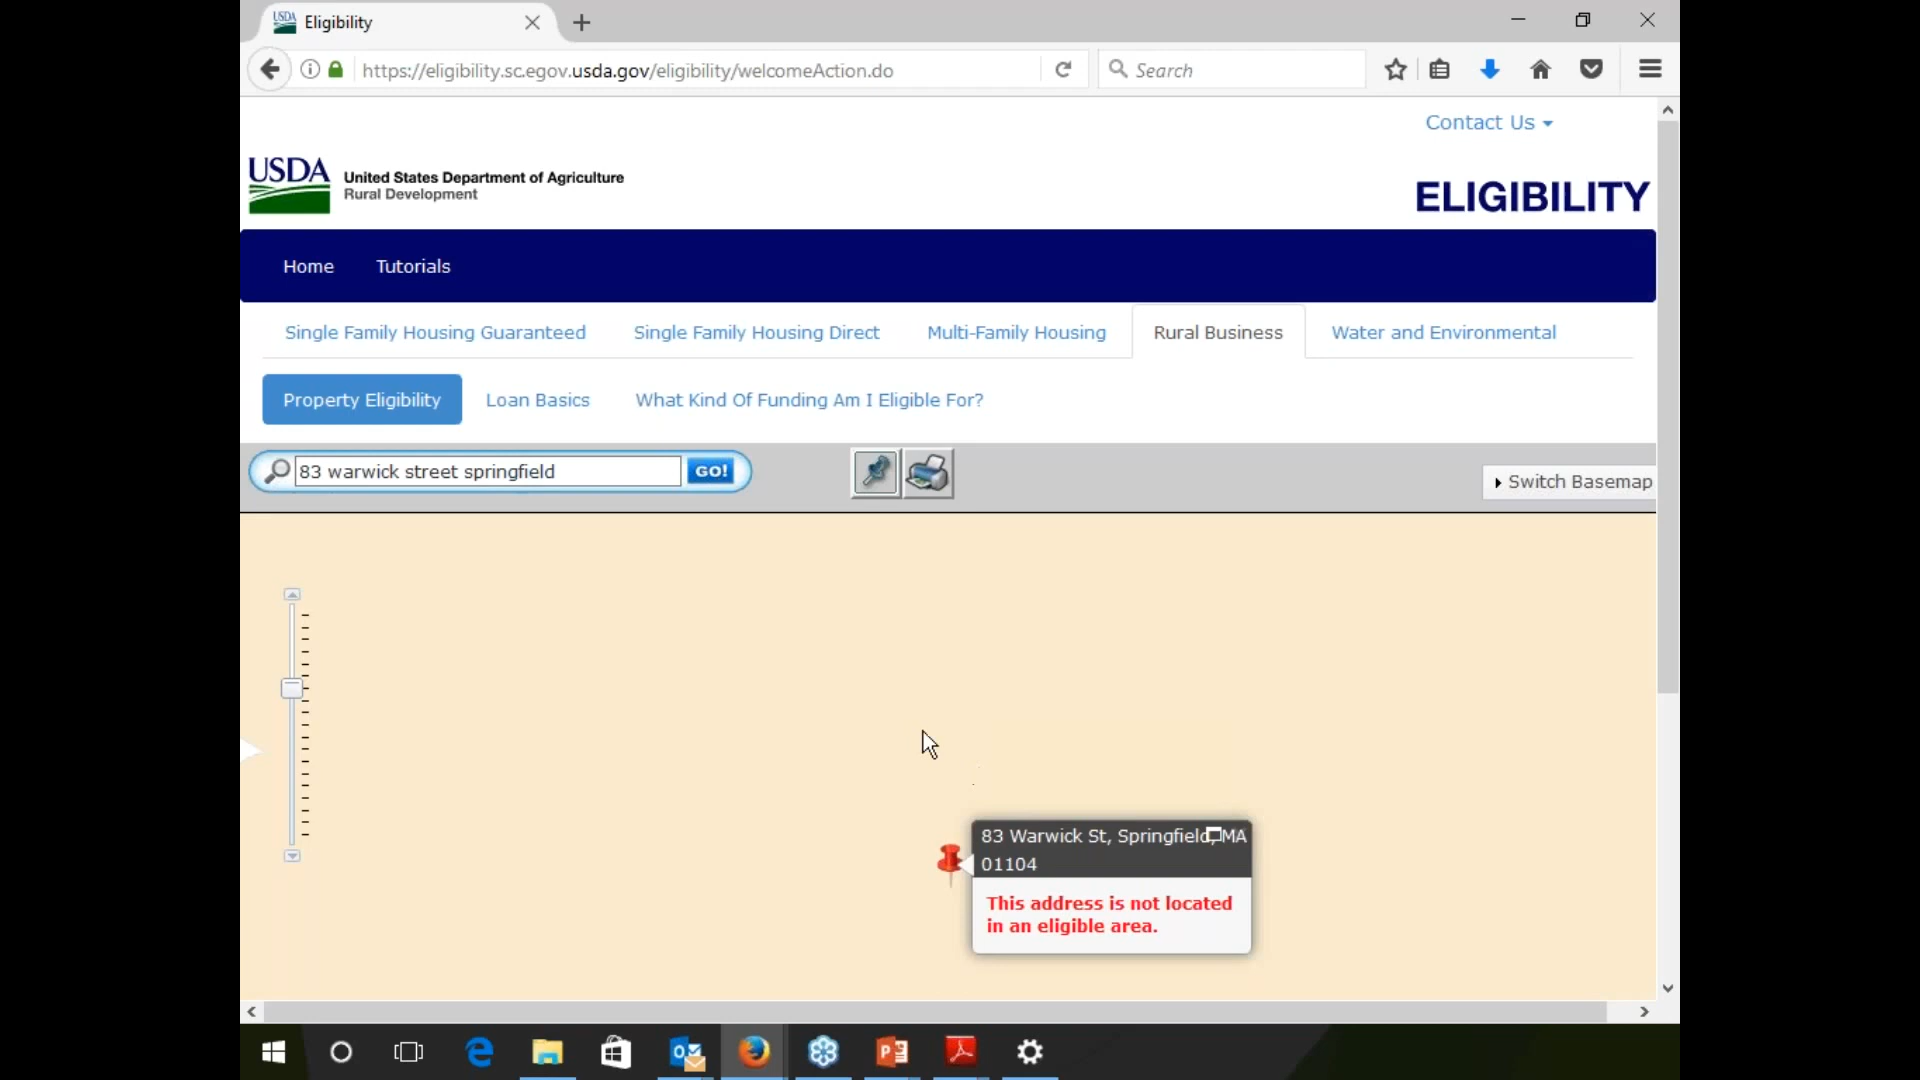 USDA Eligibility
https://eligibility.sc.egov.usda.gov/eligibility/welcomeAction.do
Search
Contact Us
USDA
United States Department of Agriculture
Rural Development
ELIGIBILITY
Home Tutorials
Single Family Housing Guaranteed Single Family Housing Direct Multi-Family Housing Rural Business Water and Environmental
Property Eligibility Loan Basics What Kind Of Funding Am I Eligible For?
83 warwick street springfield GO!
Switch Basemap
83 Warwick St, Springfield, MA
01104
This address is not located
in an eligible area.